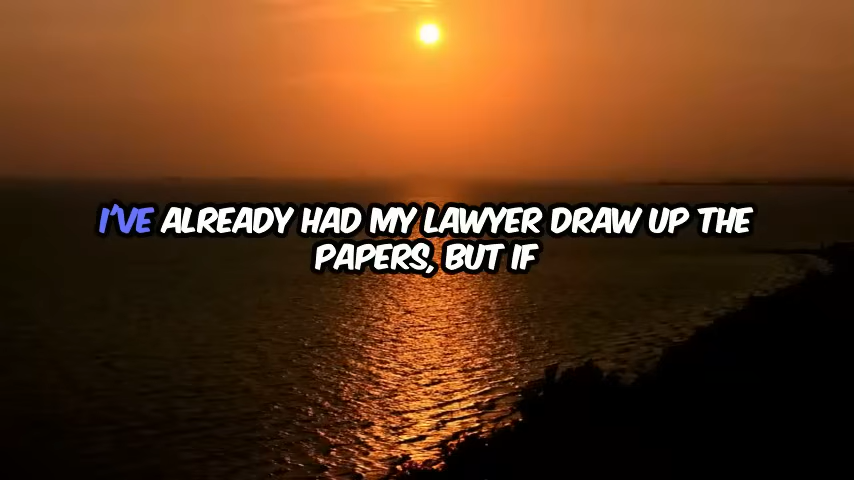 I'VE ALREADY HAD MY LAWYER DRAW UP THE
PAPERS, BUT IF